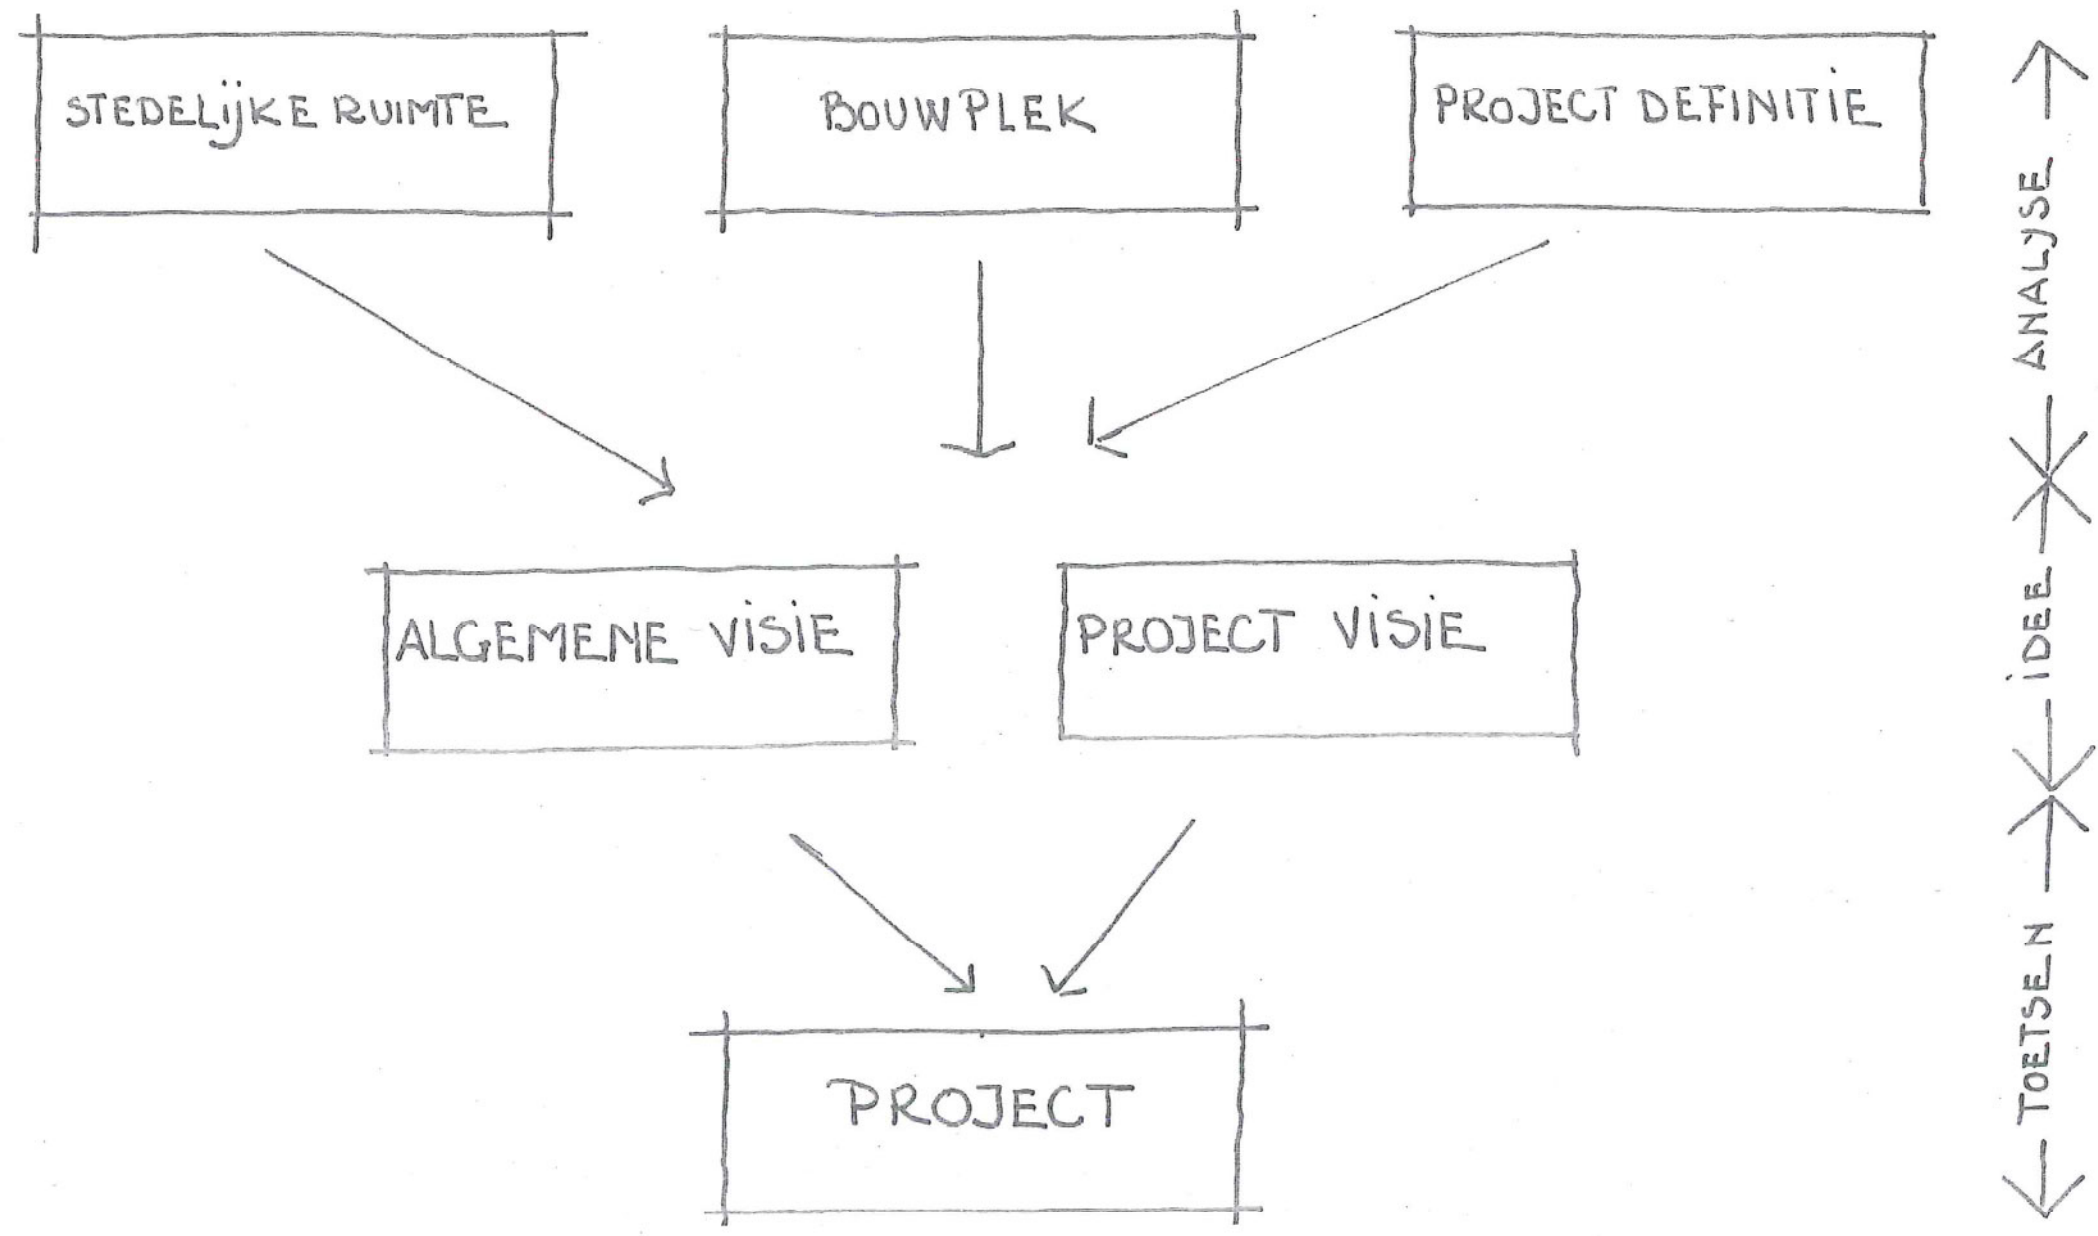 STEDELijKE RUIMTE
BOUWPLEK
PROJECT DEFINITIE
ALGEMENE VISIE
PROJECT VISIE
PROJECT
ANALYSE
IDEE
TOETSEN